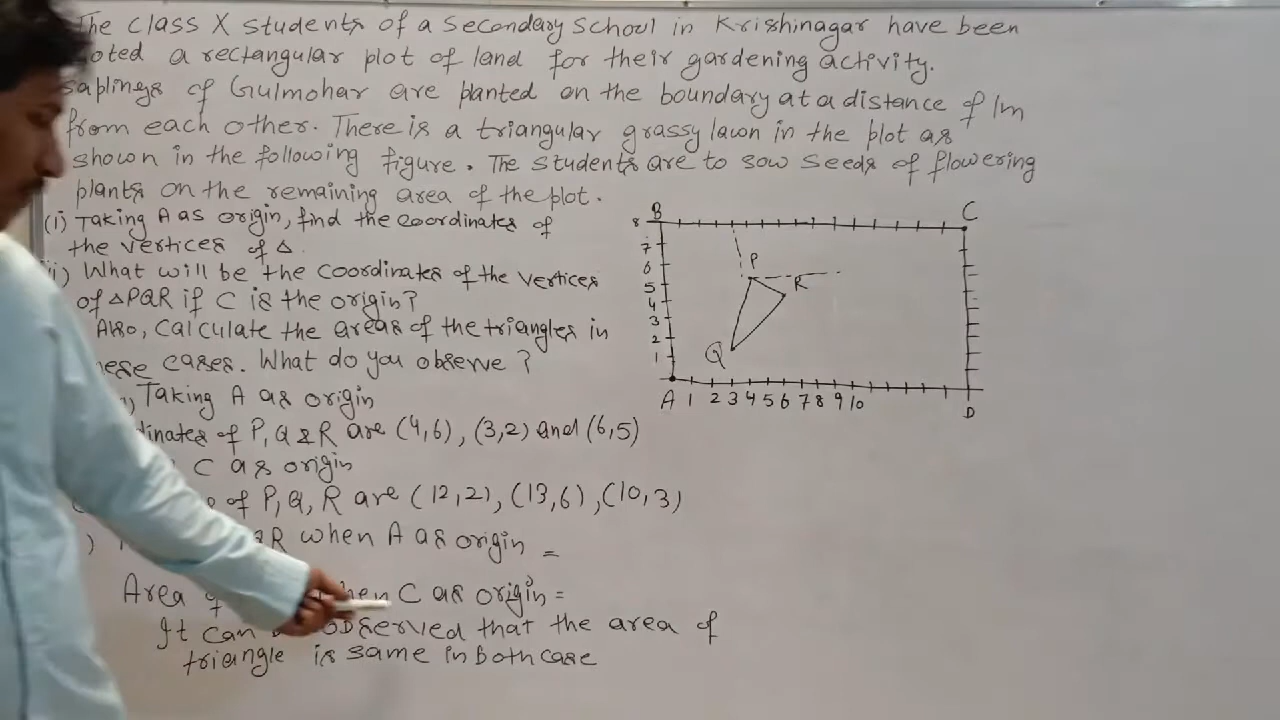 The Class X students of a Secondary School in Krishinagar have been
a rectangular plot of land for their gardening activity.
saplings of Gulmohar are planted on the boundary at a distance of 1m
from each other. There is a triangular grassy lawn in the plot as
shown in the following figure. The students are to sow seeds of flowering
plants on the remaining area of the plot.
(i) Taking A as origin, find the coordinates of
the vertices of Δ.
What will be the coordinates of the vertices
of ΔPQR if C is the origin?
Also, calculate the areas of the triangles in
cases. What do you observe?
Taking A as origin
of P, Q & R are (4,6), (3,2) and (6,5)
C as origin
of P, Q, R are (12,2), (13,6), (10,3)
when A as origin =
Area C as origin =
It can observed that the area of
triangle is same in both case
B C
8
7
6
5
4
3
2
1
P
R
Q
A 1 2 3 4 5 6 7 8 9 10 D